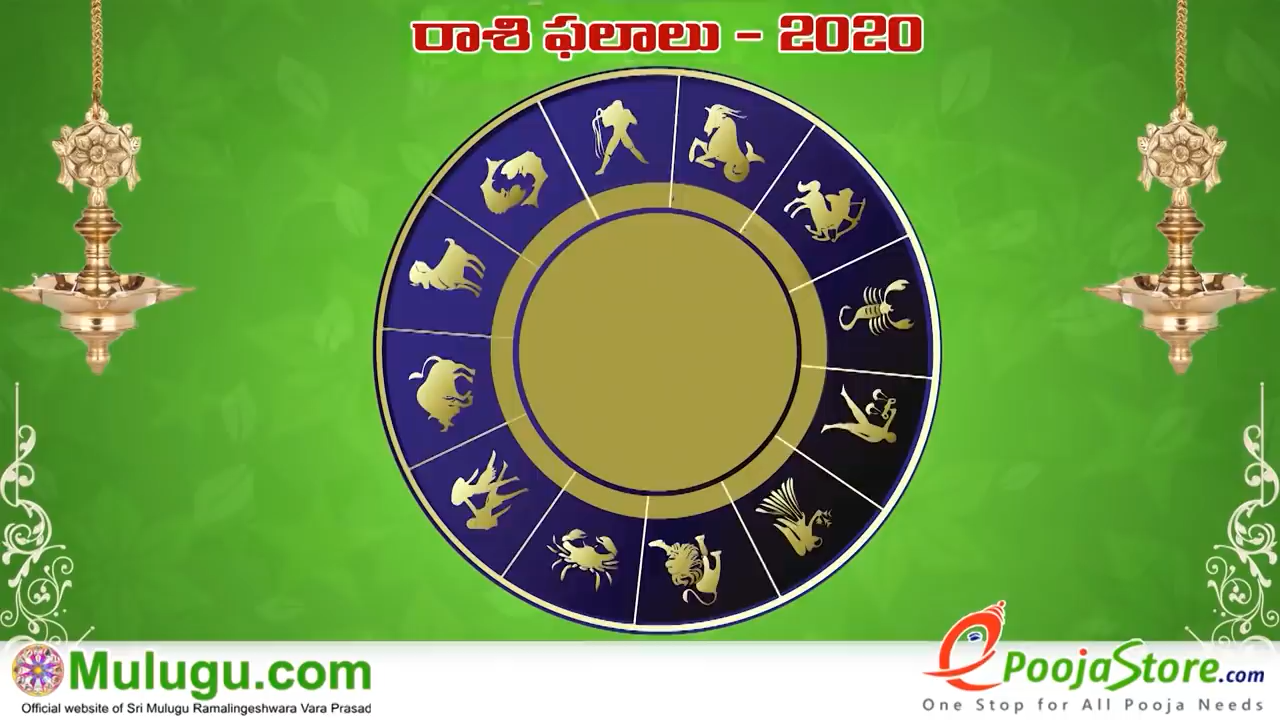 రాశి ఫలాలు - 2020
Mulugu.com
Official website of Sri Mulugu Ramalingeshwara Vara Prasad
ePoojaStore.com
One Stop for All Pooja Needs